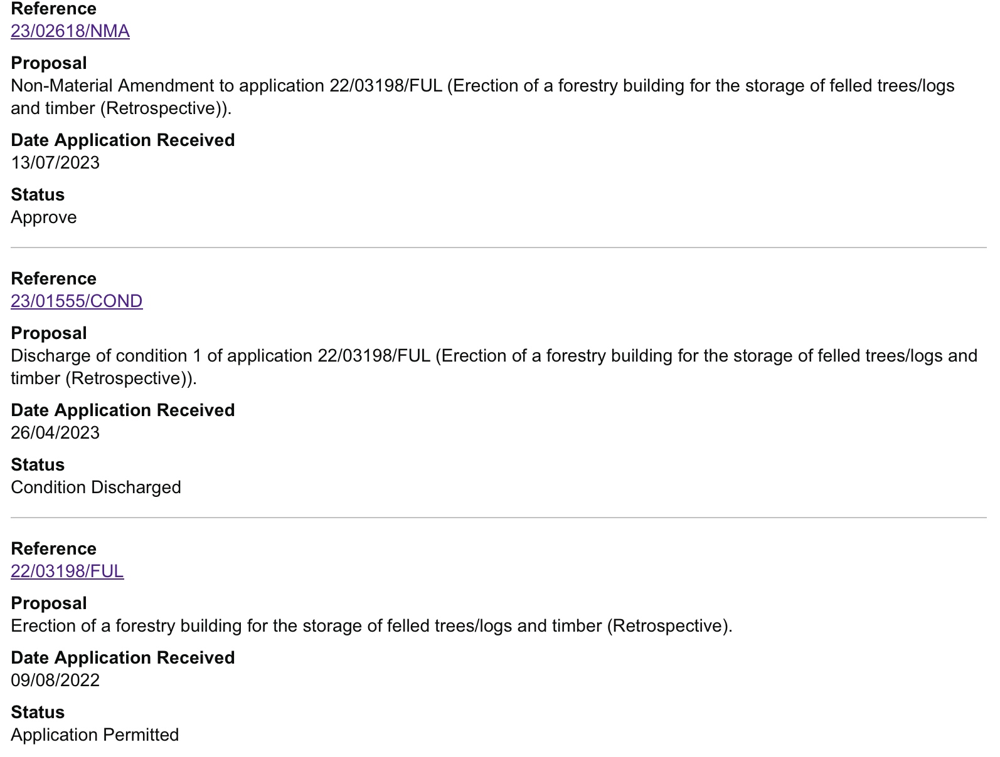 Reference
23/02618/NMA
Proposal
Non-Material Amendment to application 22/03198/FUL (Erection of a forestry building for the storage of felled trees/logs
and timber (Retrospective)).
Date Application Received
13/07/2023
Status
Approve
Reference
23/01555/COND
Proposal
Discharge of condition 1 of application 22/03198/FUL (Erection of a forestry building for the storage of felled trees/logs and
timber (Retrospective)).
Date Application Received
26/04/2023
Status
Condition Discharged
Reference
22/03198/FUL
Proposal
Erection of a forestry building for the storage of felled trees/logs and timber (Retrospective).
Date Application Received
09/08/2022
Status
Application Permitted